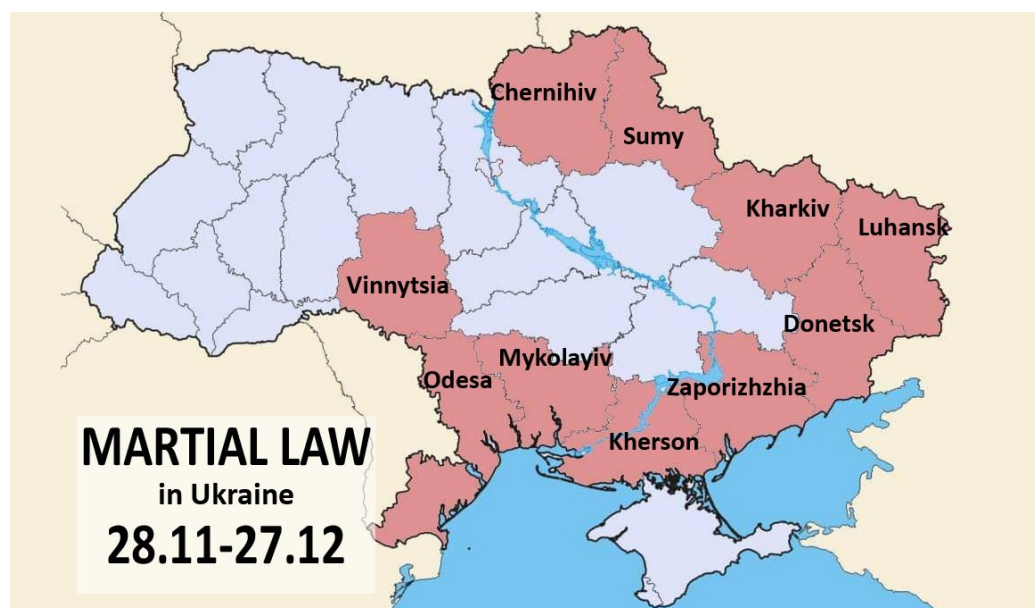 Chernihiv
Sumy
Kharkiv
Luhansk
Vinnytsia
Donetsk
Mykolayiv
Odesa
Zaporizhzhia
Kherson
MARTIAL LAW
in Ukraine
28.11-27.12